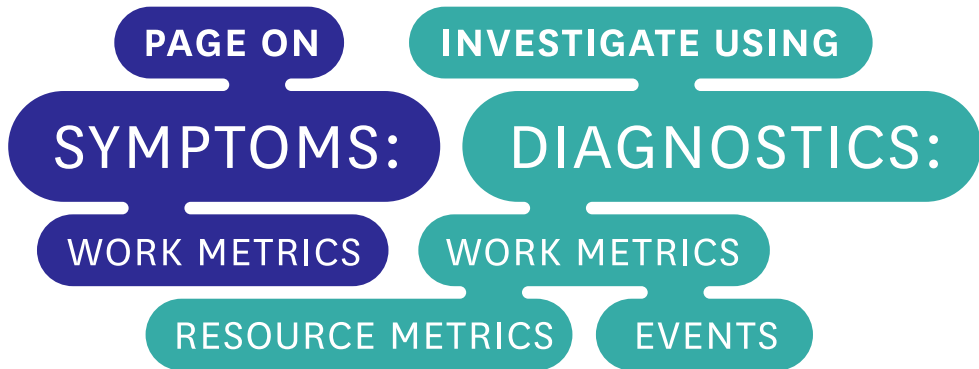 PAGE ON
SYMPTOMS:
WORK METRICS
INVESTIGATE USING
DIAGNOSTICS:
WORK METRICS
RESOURCE METRICS
EVENTS